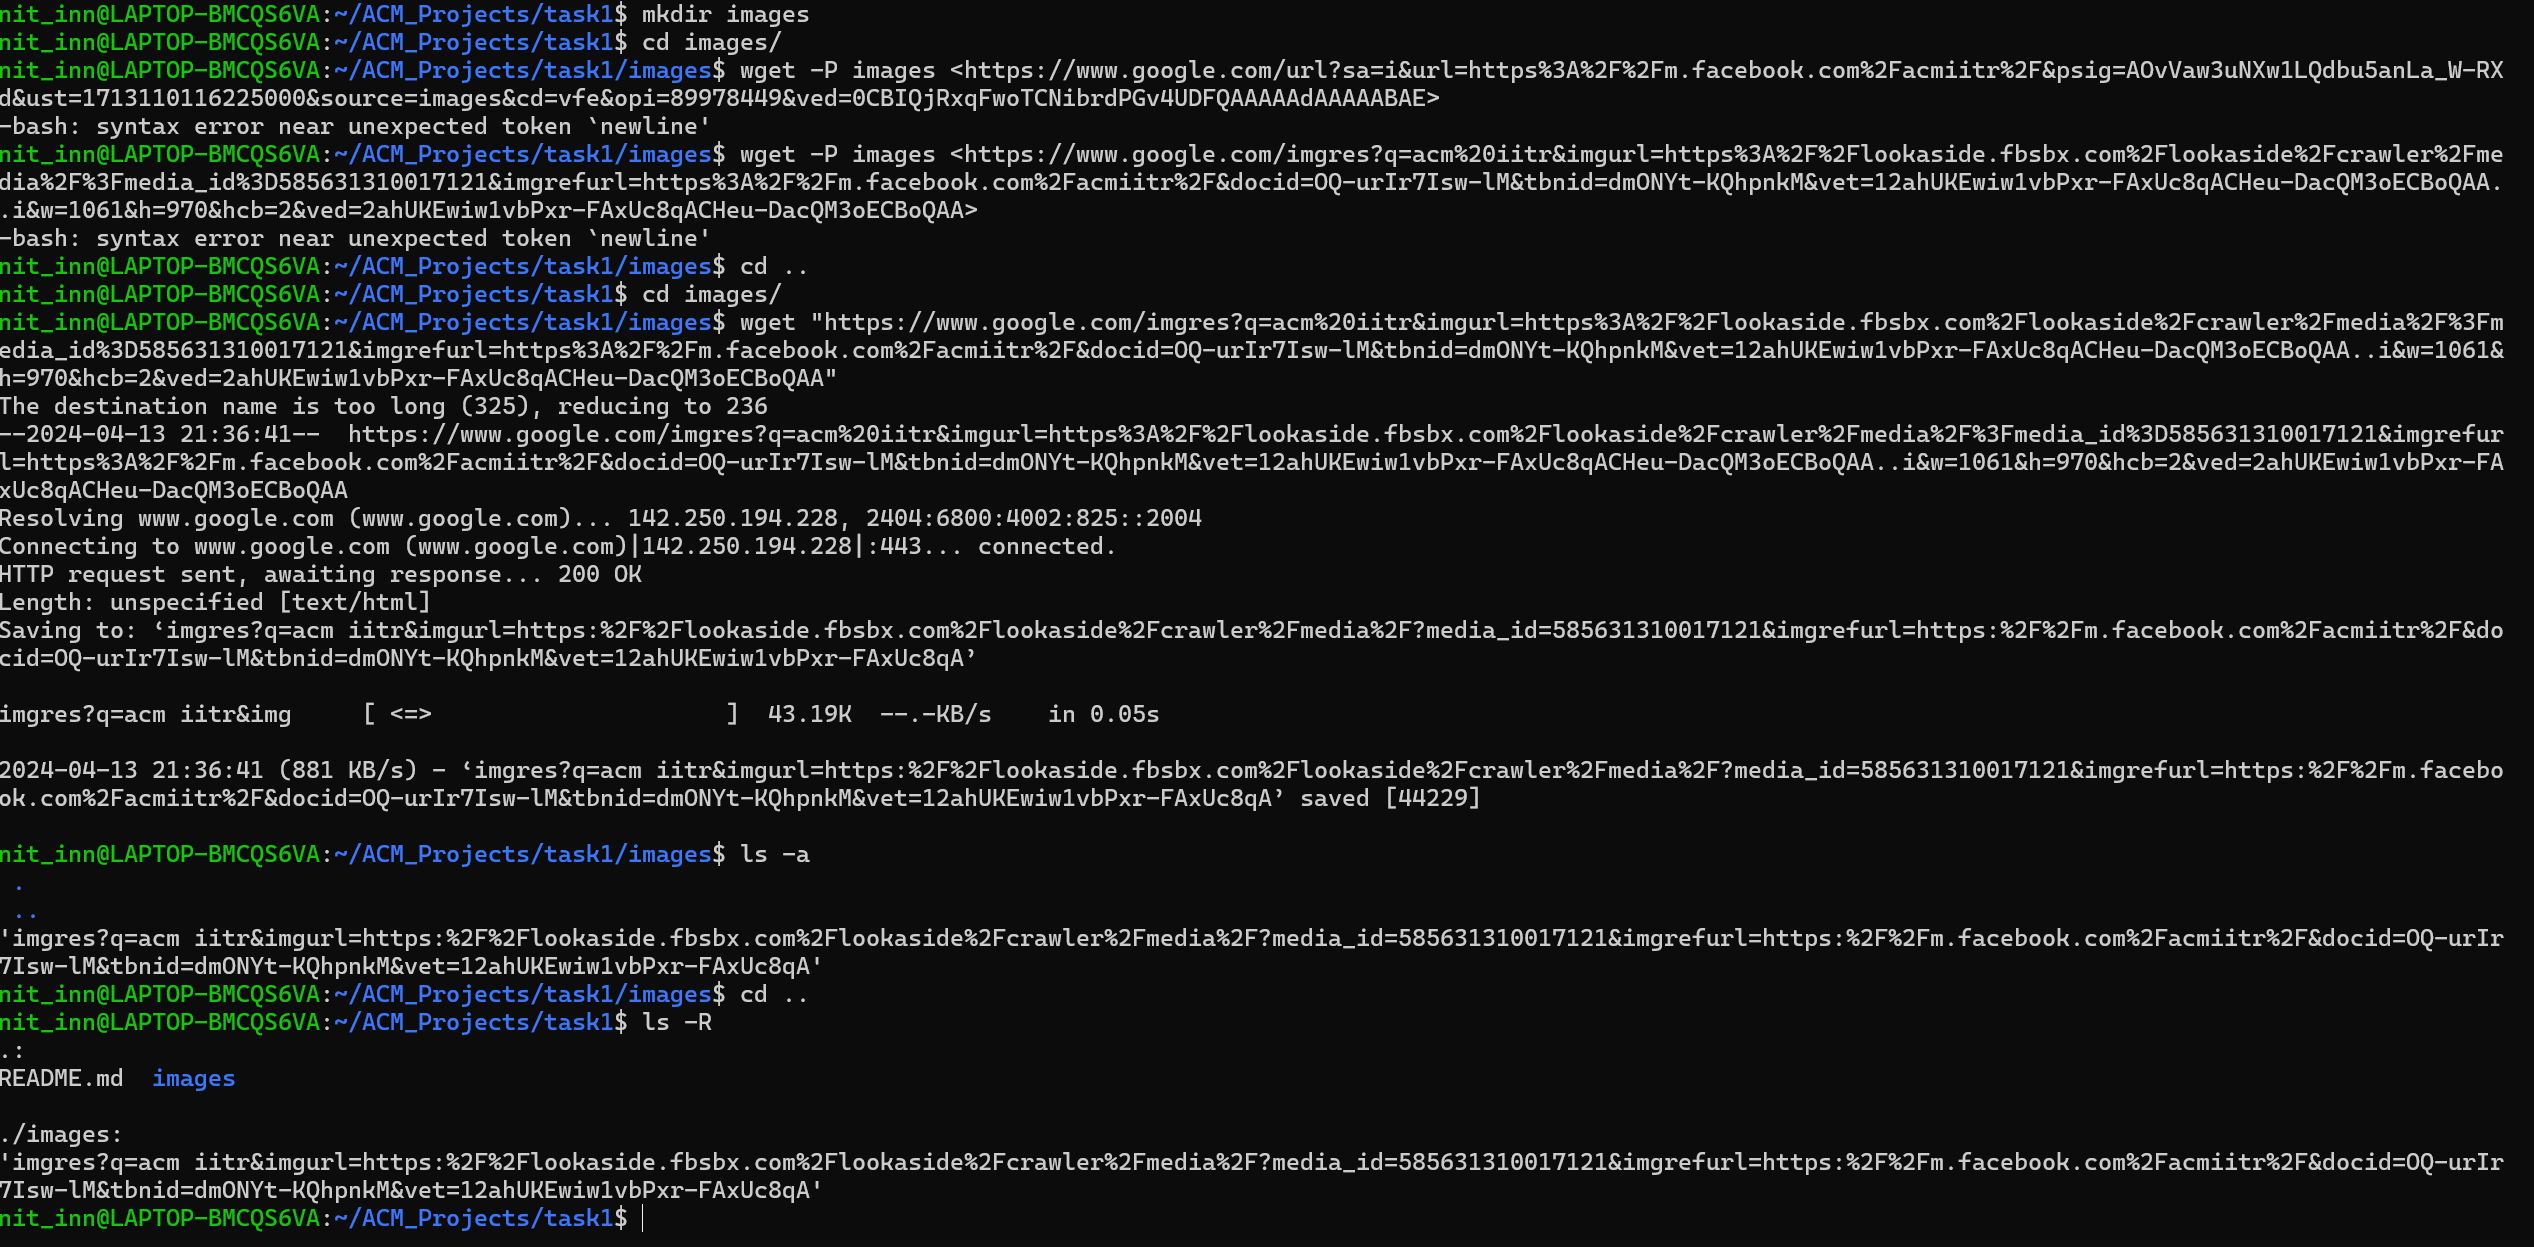 nit_inn@LAPTOP-BMCQS6VA:~/ACM_Projects/task1$ mkdir images
nit_inn@LAPTOP-BMCQS6VA:~/ACM_Projects/task1$ cd images/
nit_inn@LAPTOP-BMCQS6VA:~/ACM_Projects/task1/images$ wget -P images <https://www.google.com/url?sa=i&url=https%3A%2F%2Fm.facebook.com%2Facmiitr%2F&psig=AOvVaw3uNXw1LQdbu5anLa_W-RX
d&ust=1713110116225000&source=images&cd=vfe&opi=89978449&ved=0CBIQjRxqFwoTCNibrdPGv4UDFQAAAAAdAAAAABAE>
-bash: syntax error near unexpected token `newline'
nit_inn@LAPTOP-BMCQS6VA:~/ACM_Projects/task1/images$ wget -P images <https://www.google.com/imgres?q=acm%20iitr&imgurl=https%3A%2F%2Flookaside.fbsbx.com%2Flookaside%2Fcrawler%2Fme
dia%2F%3Fmedia_id%3D585631310017121&imgrefurl=https%3A%2F%2Fm.facebook.com%2Facmiitr%2F&docid=OQ-urIr7Isw-lM&tbnid=dmONYt-KQhpnkM&vet=12ahUKEwiw1vbPxr-FAxUc8qACHeu-DacQM3oECBoQAA.
.i&w=1061&h=970&hcb=2&ved=2ahUKEwiw1vbPxr-FAxUc8qACHeu-DacQM3oECBoQAA>
-bash: syntax error near unexpected token `newline'
nit_inn@LAPTOP-BMCQS6VA:~/ACM_Projects/task1/images$ cd ..
nit_inn@LAPTOP-BMCQS6VA:~/ACM_Projects/task1$ cd images/
nit_inn@LAPTOP-BMCQS6VA:~/ACM_Projects/task1/images$ wget "https://www.google.com/imgres?q=acm%20iitr&imgurl=https%3A%2F%2Flookaside.fbsbx.com%2Flookaside%2Fcrawler%2Fmedia%2F%3Fm
edia_id%3D585631310017121&imgrefurl=https%3A%2F%2Fm.facebook.com%2Facmiitr%2F&docid=OQ-urIr7Isw-lM&tbnid=dmONYt-KQhpnkM&vet=12ahUKEwiw1vbPxr-FAxUc8qACHeu-DacQM3oECBoQAA..i&w=1061&
h=970&hcb=2&ved=2ahUKEwiw1vbPxr-FAxUc8qACHeu-DacQM3oECBoQAA"
The destination name is too long (325), reducing to 236
--2024-04-13 21:36:41--  https://www.google.com/imgres?q=acm%20iitr&imgurl=https%3A%2F%2Flookaside.fbsbx.com%2Flookaside%2Fcrawler%2Fmedia%2F%3Fmedia_id%3D585631310017121&imgrefur
l=https%3A%2F%2Fm.facebook.com%2Facmiitr%2F&docid=OQ-urIr7Isw-lM&tbnid=dmONYt-KQhpnkM&vet=12ahUKEwiw1vbPxr-FAxUc8qACHeu-DacQM3oECBoQAA..i&w=1061&h=970&hcb=2&ved=2ahUKEwiw1vbPxr-FA
xUc8qACHeu-DacQM3oECBoQAA
Resolving www.google.com (www.google.com)... 142.250.194.228, 2404:6800:4002:825::2004
Connecting to www.google.com (www.google.com)|142.250.194.228|:443... connected.
HTTP request sent, awaiting response... 200 OK
Length: unspecified [text/html]
Saving to: ‘imgres?q=acm iitr&imgurl=https:%2F%2Flookaside.fbsbx.com%2Flookaside%2Fcrawler%2Fmedia%2F?media_id=585631310017121&imgrefurl=https:%2F%2Fm.facebook.com%2Facmiitr%2F&do
cid=OQ-urIr7Isw-lM&tbnid=dmONYt-KQhpnkM&vet=12ahUKEwiw1vbPxr-FAxUc8qA’
imgres?q=acm iitr&img     [ <=>                     ]  43.19K  --.-KB/s    in 0.05s
2024-04-13 21:36:41 (881 KB/s) - ‘imgres?q=acm iitr&imgurl=https:%2F%2Flookaside.fbsbx.com%2Flookaside%2Fcrawler%2Fmedia%2F?media_id=585631310017121&imgrefurl=https:%2F%2Fm.facebo
ok.com%2Facmiitr%2F&docid=OQ-urIr7Isw-lM&tbnid=dmONYt-KQhpnkM&vet=12ahUKEwiw1vbPxr-FAxUc8qA’ saved [44229]
nit_inn@LAPTOP-BMCQS6VA:~/ACM_Projects/task1/images$ ls -a
.
..
'imgres?q=acm iitr&imgurl=https:%2F%2Flookaside.fbsbx.com%2Flookaside%2Fcrawler%2Fmedia%2F?media_id=585631310017121&imgrefurl=https:%2F%2Fm.facebook.com%2Facmiitr%2F&docid=OQ-urIr
7Isw-lM&tbnid=dmONYt-KQhpnkM&vet=12ahUKEwiw1vbPxr-FAxUc8qA'
nit_inn@LAPTOP-BMCQS6VA:~/ACM_Projects/task1/images$ cd ..
nit_inn@LAPTOP-BMCQS6VA:~/ACM_Projects/task1$ ls -R
.:
README.md  images
./images:
'imgres?q=acm iitr&imgurl=https:%2F%2Flookaside.fbsbx.com%2Flookaside%2Fcrawler%2Fmedia%2F?media_id=585631310017121&imgrefurl=https:%2F%2Fm.facebook.com%2Facmiitr%2F&docid=OQ-urIr
7Isw-lM&tbnid=dmONYt-KQhpnkM&vet=12ahUKEwiw1vbPxr-FAxUc8qA'
nit_inn@LAPTOP-BMCQS6VA:~/ACM_Projects/task1$